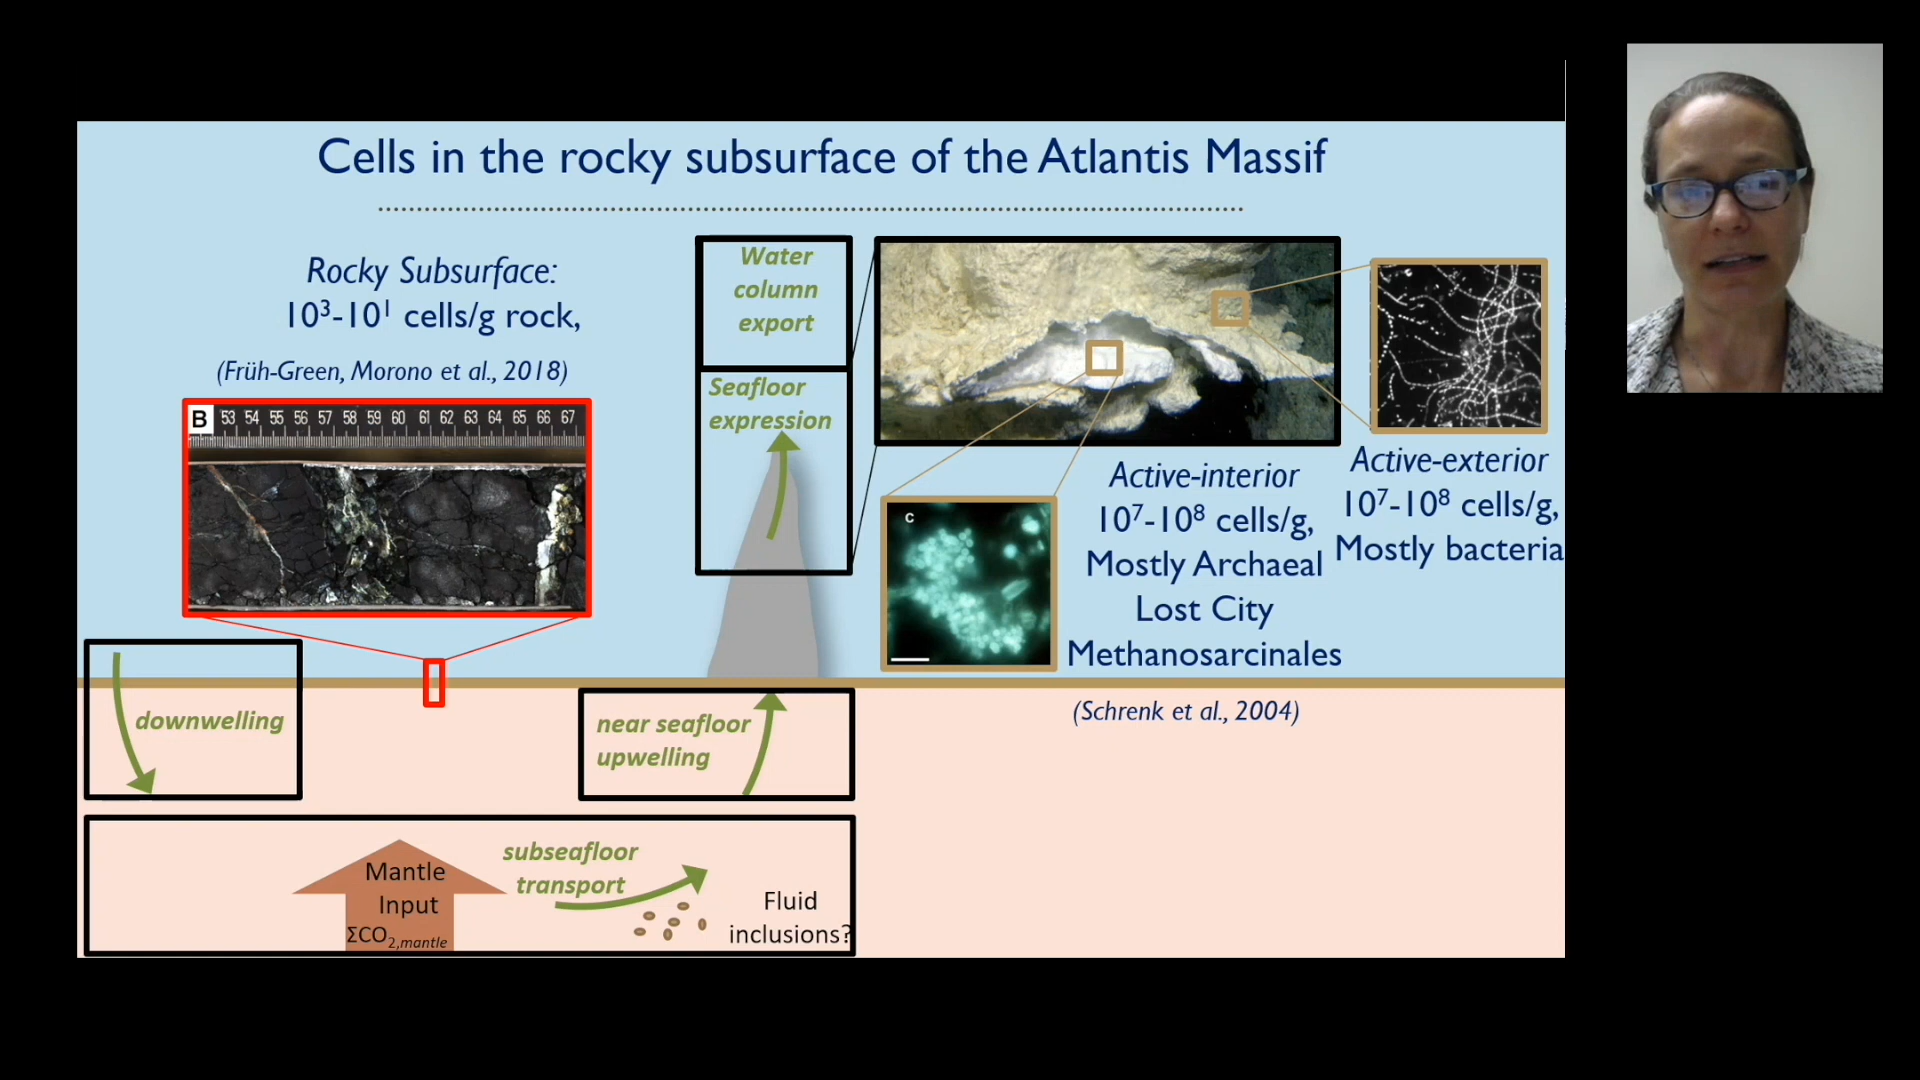 Cells in the rocky subsurface of the Atlantis Massif
Rocky Subsurface:
10³-10¹ cells/g rock,
(Früh-Green, Morono et al., 2018)
B 53 54 55 56 57 58 59 60 61 62 63 64 65 66 67
Water
column
export
Seafloor
expression
C
Active-interior
10⁷-10⁸ cells/g,
Mostly Archaeal
Lost City
Methanosarcinales
Active-exterior
10⁷-10⁸ cells/g,
Mostly bacteria
(Schrenk et al., 2004)
downwelling
near seafloor
upwelling
Mantle
Input
ΣCO₂,mantle
subseafloor
transport
Fluid
inclusions?